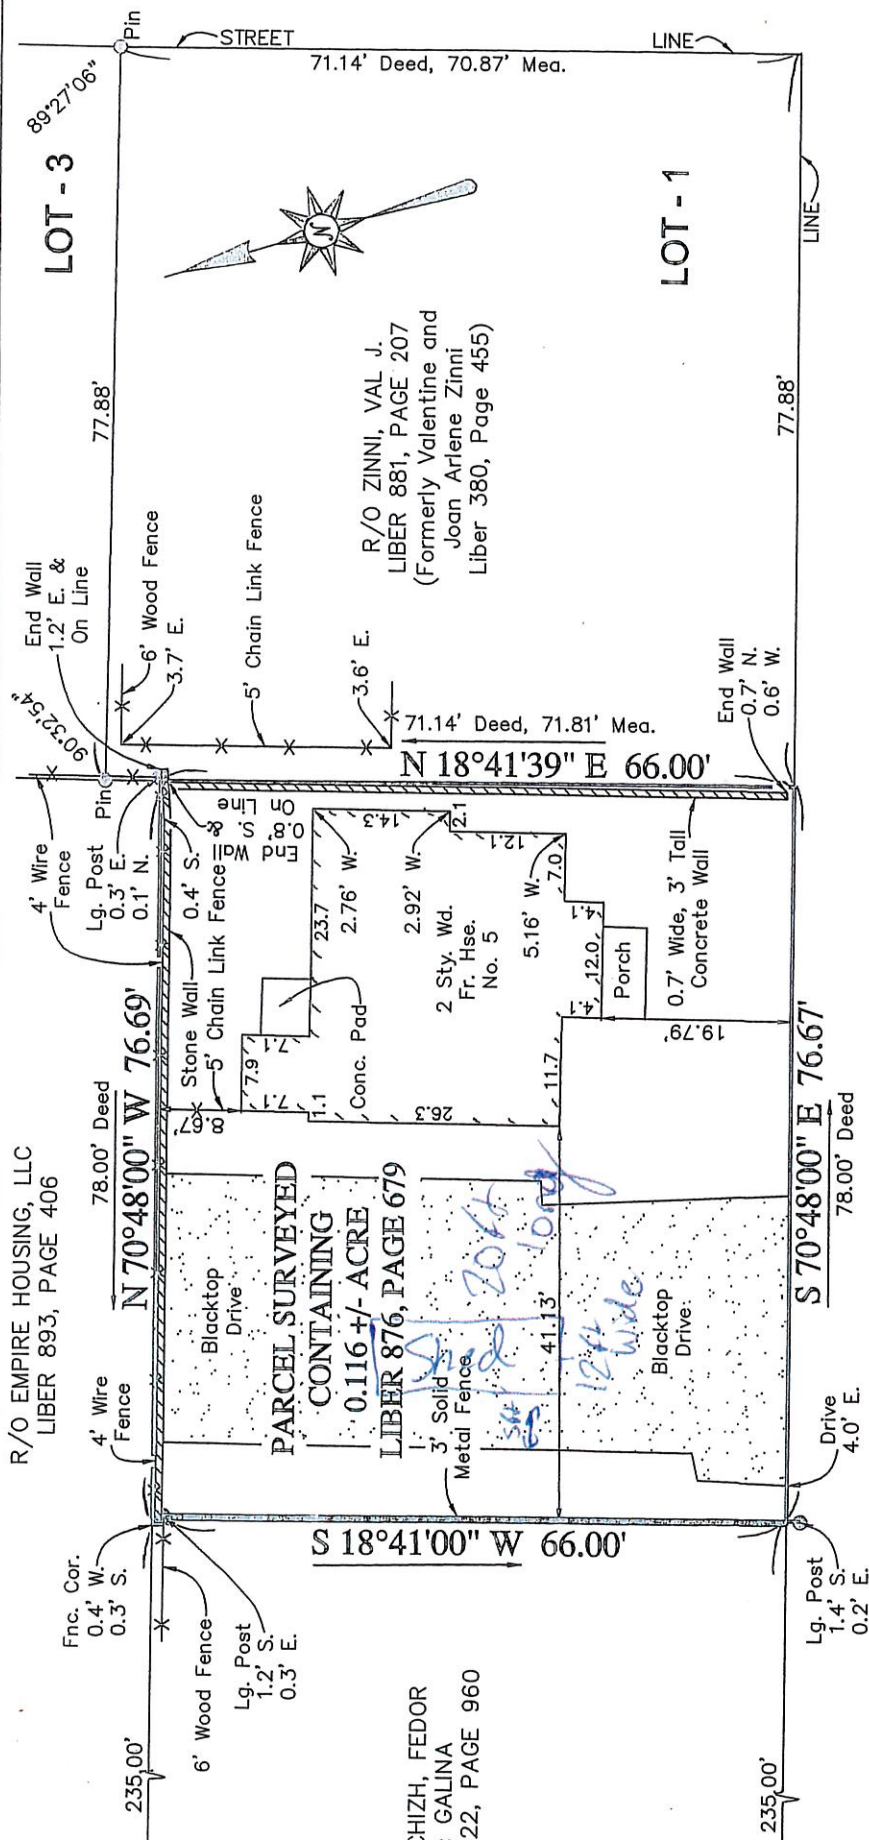 Pin
STREET
LINE
71.14' Deed, 70.87' Mea.
89°27'06"
LOT - 3
LOT - 1
LINE
77.88'
77.88'
N
R/O ZINNI, VAL J.
LIBER 881, PAGE 207
(Formerly Valentine and
Joan Arlene Zinni
Liber 380, Page 455)
End Wall
1.2' E. &
On Line
6' Wood Fence
3.7' E.
5' Chain Link Fence
3.6' E.
End Wall
0.7' N.
0.6' W.
90°32'54"
71.14' Deed, 71.81' Mea.
N 18°41'39" E 66.00'
Pin
4' Wire
Fence
Lg. Post
0.3' E.
0.1' N.
End Wall
0.8' S. &
On Line
0.4' S.
Stone Wall
5' Chain Link Fence
14.3
2.1
12.1
7.0
4.1
12.0
4.1
11.7
26.3
1.1
7.1
7.9
7.1
23.7
2.76' W.
2.92' W.
5.16' W.
2 Sty. Wd.
Fr. Hse.
No. 5
Porch
Conc. Pad
0.7' Wide, 3' Tall
Concrete Wall
19.79'
8.67'
R/O EMPIRE HOUSING, LLC
LIBER 893, PAGE 406
78.00' Deed
N 70°48'00" W 76.69'
S 70°48'00" E 76.67'
78.00' Deed
4' Wire
Fence
Blacktop
Drive
PARCEL SURVEYED
CONTAINING
0.116 +/- ACRE
LIBER 876, PAGE 679
Shed
20ft
long
12ft
wide
5ft
3' Solid
Metal Fence
41.13'
Blacktop
Drive
Drive
4.0' E.
S 18°41'00" W 66.00'
Fnc. Cor.
0.4' W.
0.3' S.
Lg. Post
1.2' S.
0.3' E.
6' Wood Fence
Lg. Post
1.4' S.
0.2' E.
235.00'
CHIZH, FEDOR
GALINA
22, PAGE 960
235.00'